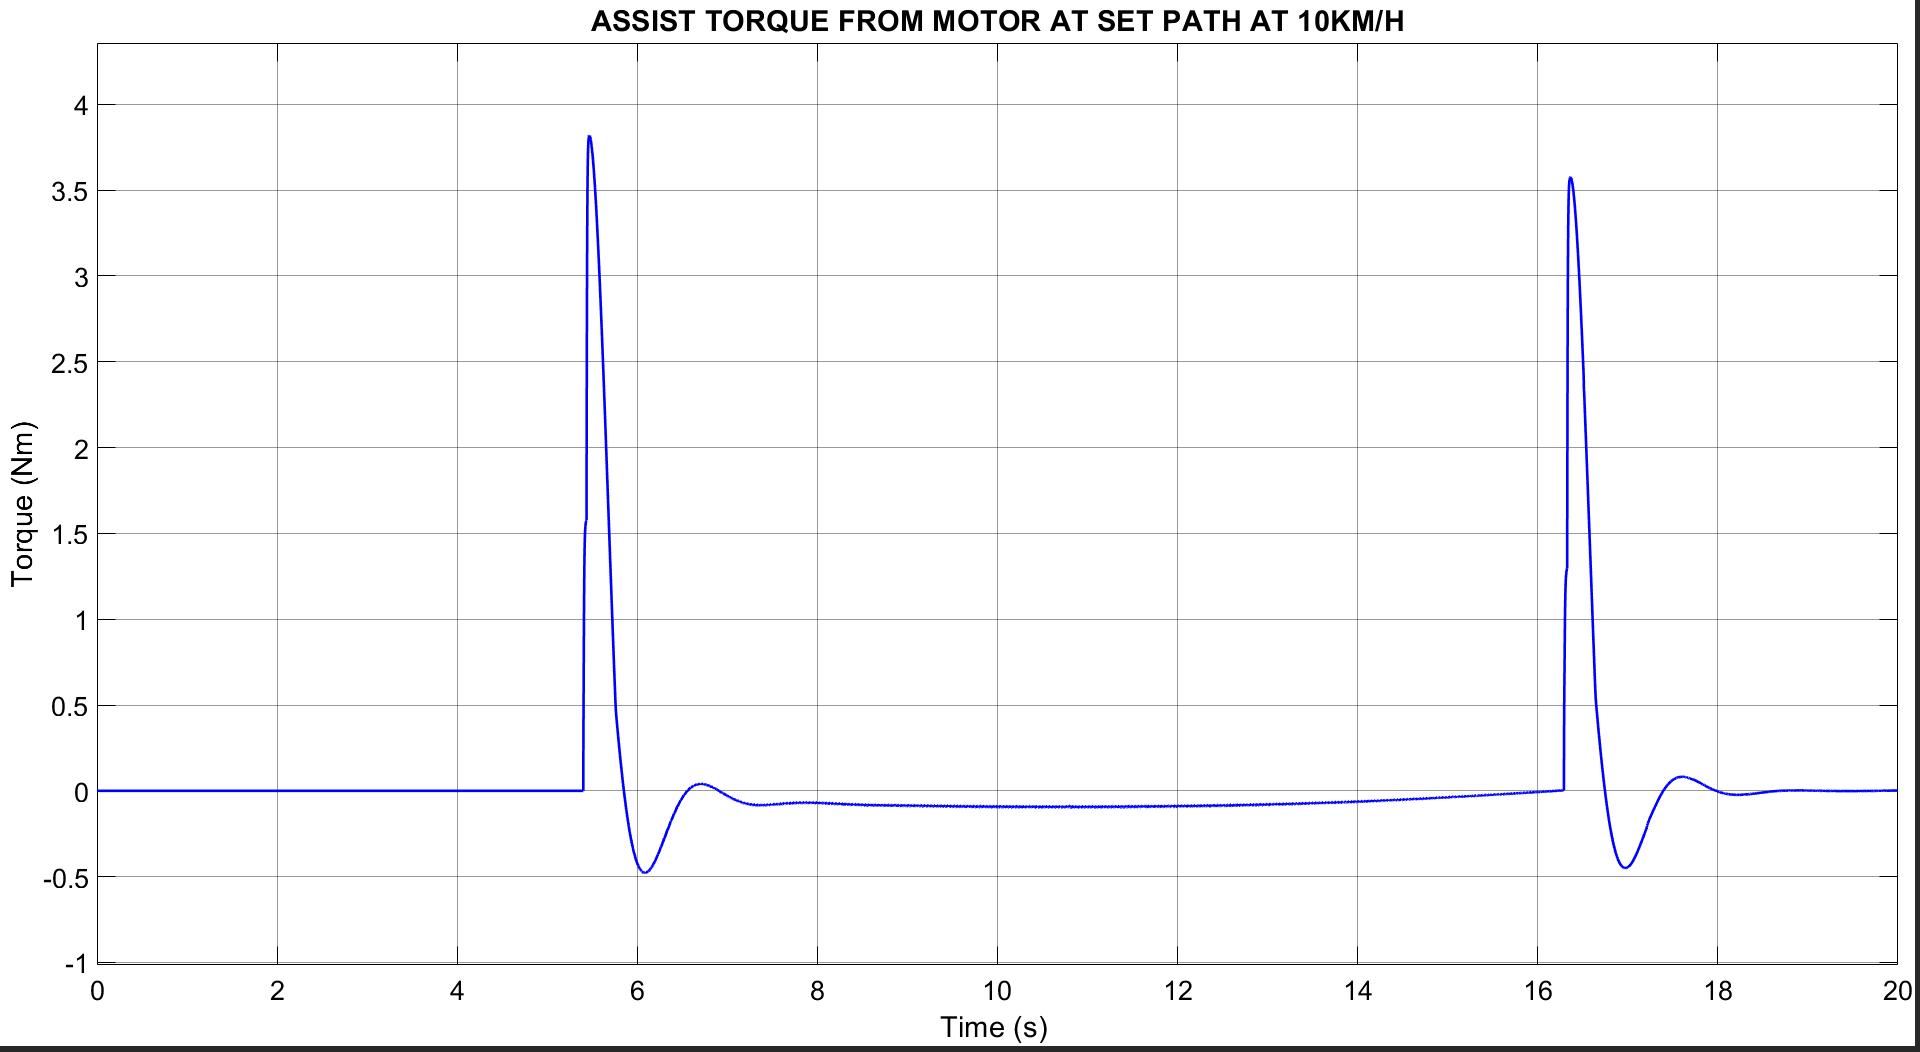 ASSIST TORQUE FROM MOTOR AT SET PATH AT 10KM/H
4
3.5
3
2.5
2
1.5
1
0.5
0
-0.5
-1
Torque (Nm)
0 2 4 6 8 10 12 14 16 18 20
Time (s)